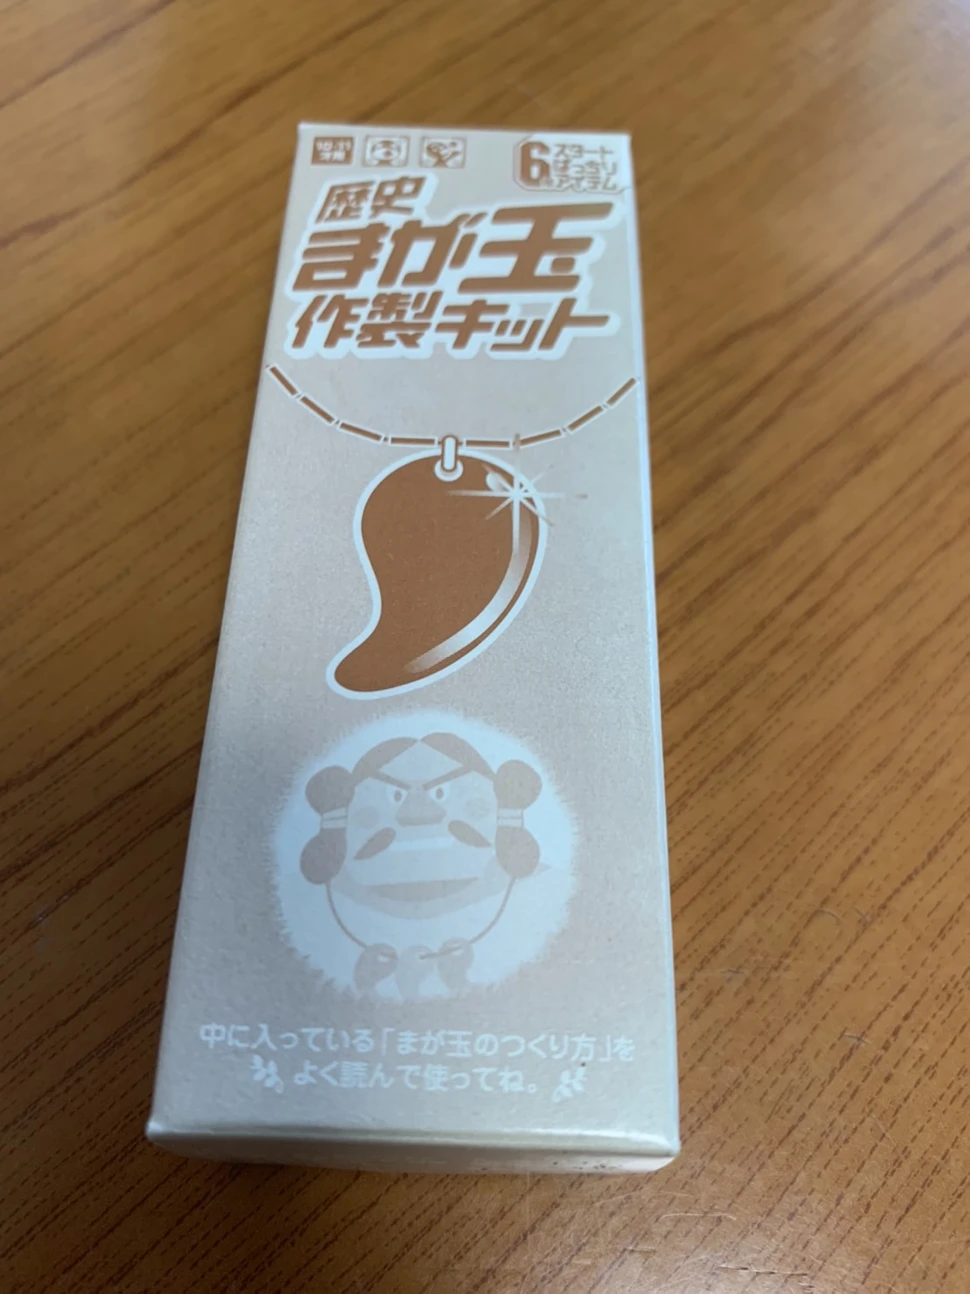 6 スタート
ばっちり
アイテム
歴史
まが玉
作製キット
中に入っている「まが玉のつくり方」を
よく読んで使ってね。